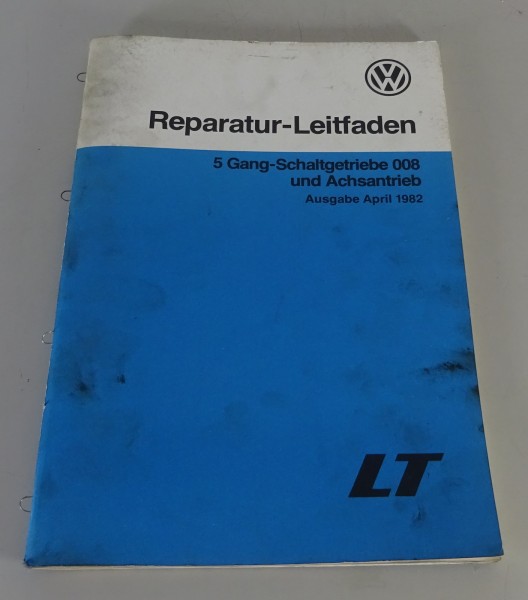 VW
Reparatur-Leitfaden
5 Gang-Schaltgetriebe 008
und Achsantrieb
Ausgabe April 1982
LT